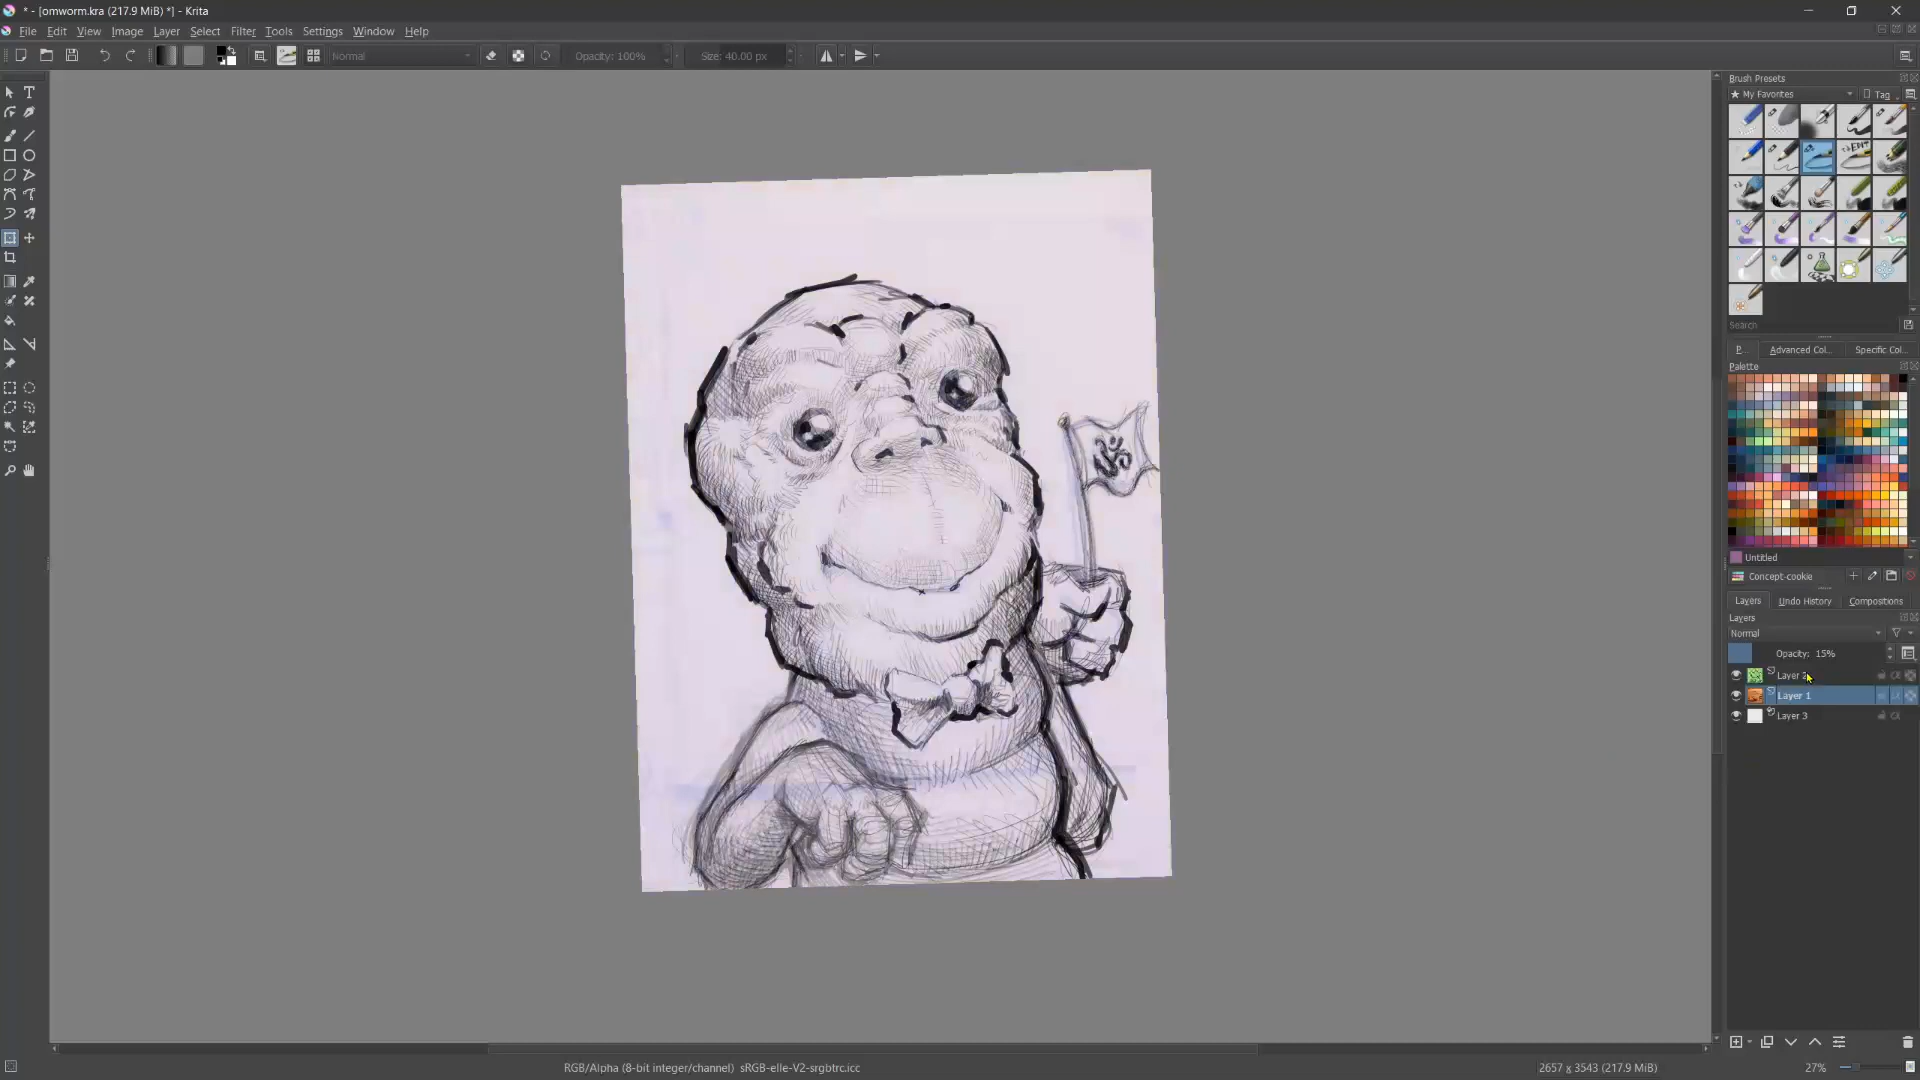 * - [omworm.kra (217.9 MiB) *] - Krita
File Edit View Image Layer Select Filter Tools Settings Window Help
Normal Opacity: 100% Size: 40.00 px
Brush Presets
My Favorites Tag
Search
P... Advanced Col... Specific Col...
Palette
Untitled
Concept-cookie
Layers Undo History Compositions
Layers
Normal
Opacity: 15%
Layer 2
Layer 1
Layer 3
ॐ
RGB/Alpha (8-bit integer/channel) sRGB-elle-V2-srgbtrc.icc 2657 x 3543 (217.9 MiB) 27%